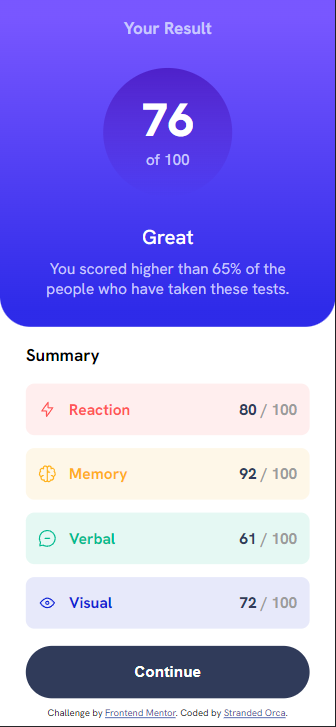 Your Result
76
of 100
Great
You scored higher than 65% of the
people who have taken these tests.
Summary
Reaction 80 / 100
Memory 92 / 100
Verbal 61 / 100
Visual 72 / 100
Continue
Challenge by Frontend Mentor. Coded by Stranded Orca.